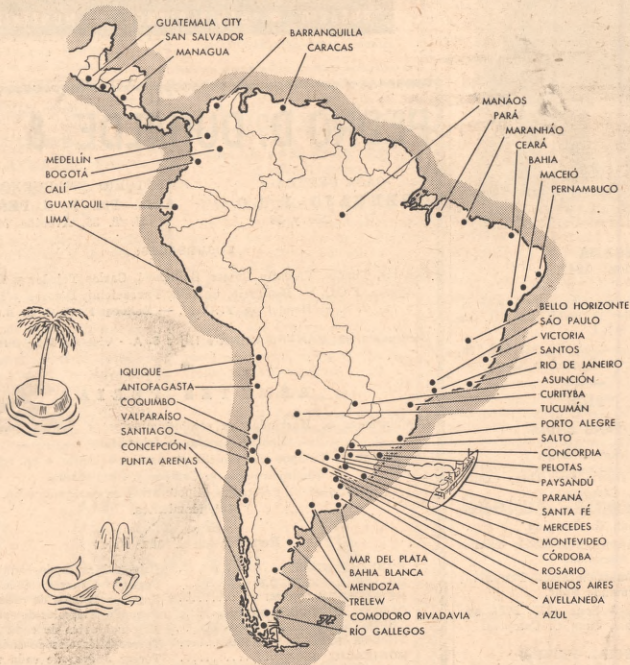 GUATEMALA CITY
SAN SALVADOR
MANAGUA
BARRANQUILLA
CARACAS
MANÁOS
PARÁ
MARANHÁO
CEARÁ
BAHIA
MACEIÓ
PERNAMBUCO
MEDELLÍN
BOGOTÁ
CALÍ
GUAYAQUIL
LIMA
BELLO HORIZONTE
SÁO PAULO
VICTORIA
SANTOS
RIO DE JANEIRO
ASUNCIÓN
CURITYBA
TUCUMÁN
PORTO ALEGRE
SALTO
CONCORDIA
PELOTAS
PAYSANDÚ
PARANÁ
SANTA FÉ
MERCEDES
MONTEVIDEO
CÓRDOBA
ROSARIO
BUENOS AIRES
AVELLANEDA
AZUL
IQUIQUE
ANTOFAGASTA
COQUIMBO
VALPARAÍSO
SANTIAGO
CONCEPCIÓN
PUNTA ARENAS
MAR DEL PLATA
BAHIA BLANCA
MENDOZA
TRELEW
COMODORO RIVADAVIA
RÍO GALLEGOS